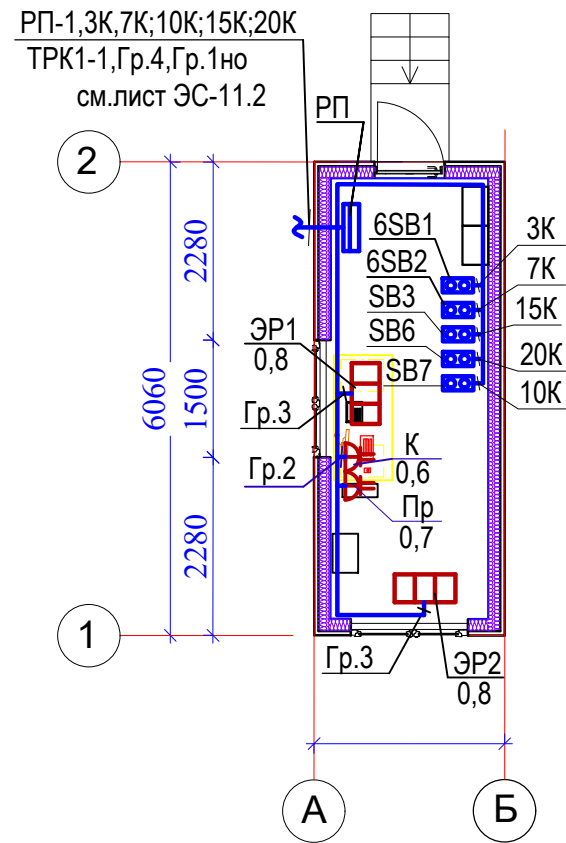 РП-1,3К,7К;10К;15К;20К
ТРК1-1,Гр.4,Гр.1но
см.лист ЭС-11.2
РП
2
2280
6SB1
3К
6SB2
7К
SB3
15К
ЭР1
0,8
SB6
20К
SB7
10К
6060
1500
Гр.3
Гр.2
К
0,6
Пр
0,7
2280
1
Гр.3
ЭР2
0,8
А
Б